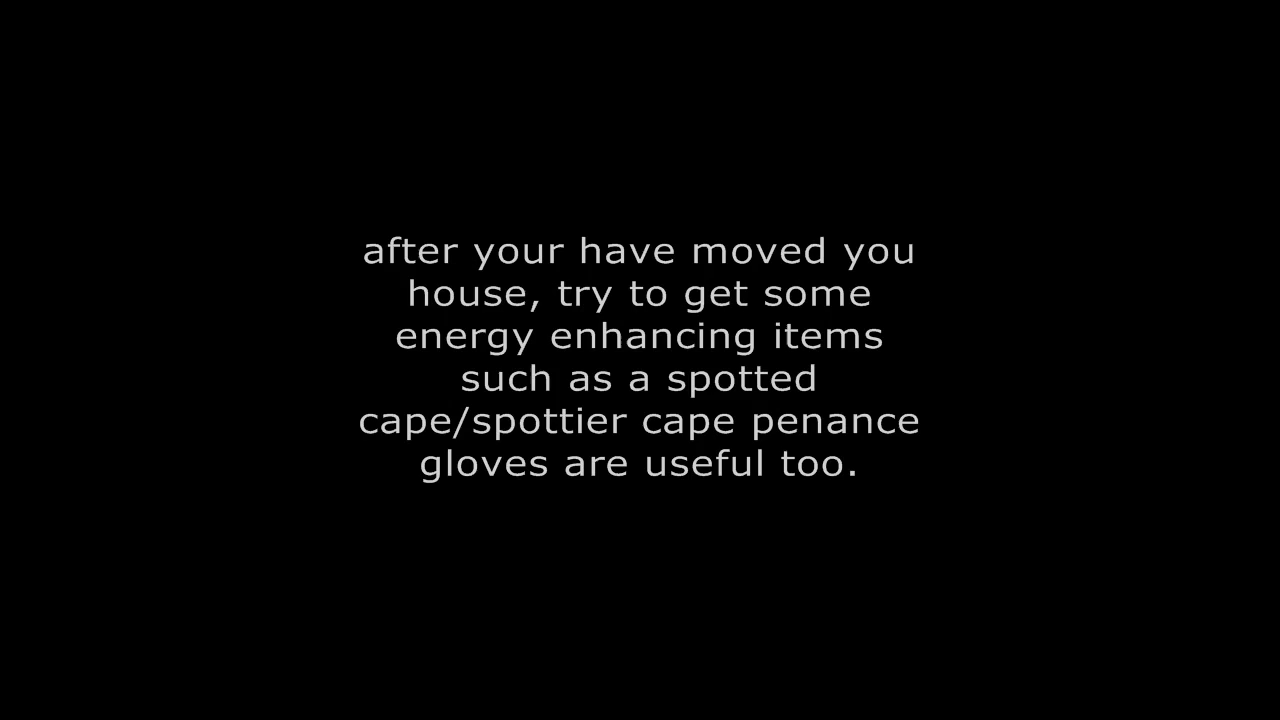 after your have moved you
house, try to get some
energy enhancing items
such as a spotted
cape/spottier cape penance
gloves are useful too.